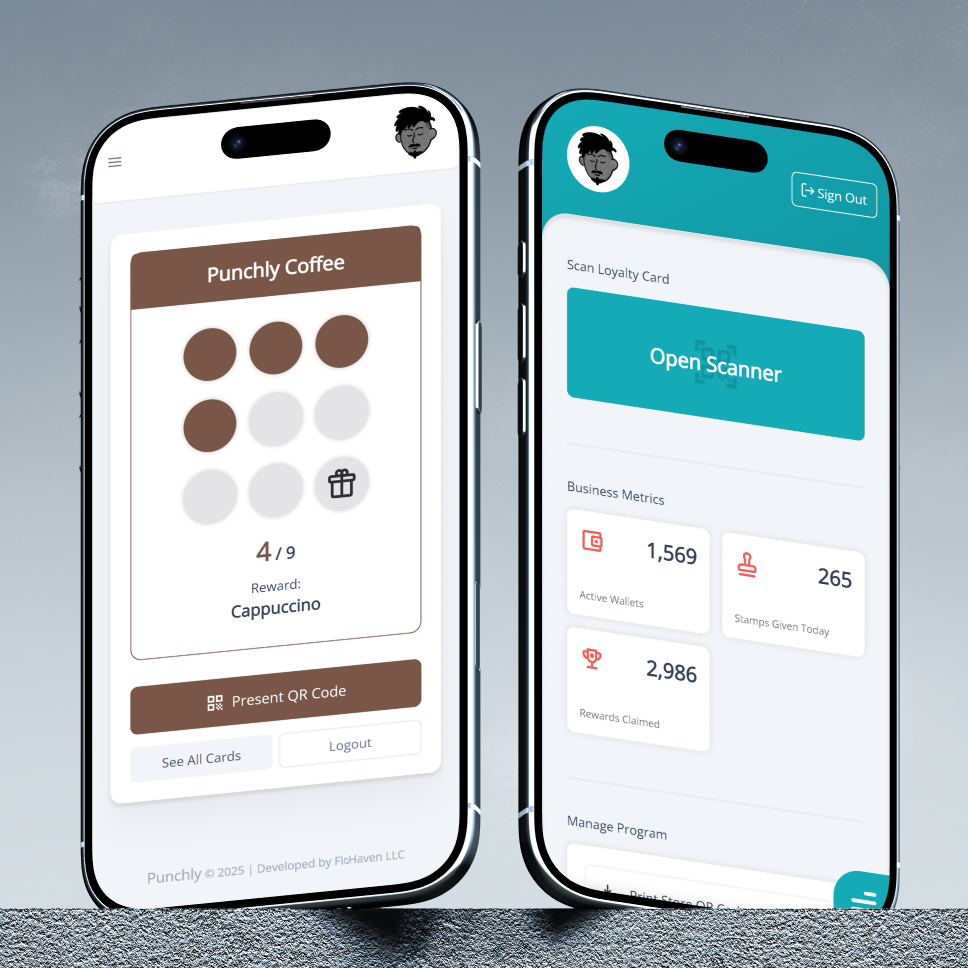 Punchly Coffee
4 / 9
Reward:
Cappuccino
Present QR Code
See All Cards
Logout
Punchly © 2025 | Developed by FloHaven LLC
Sign Out
Scan Loyalty Card
Open Scanner
Business Metrics
1,569
Active Wallets
265
Stamps Given Today
2,986
Rewards Claimed
Manage Program
Print Store QR